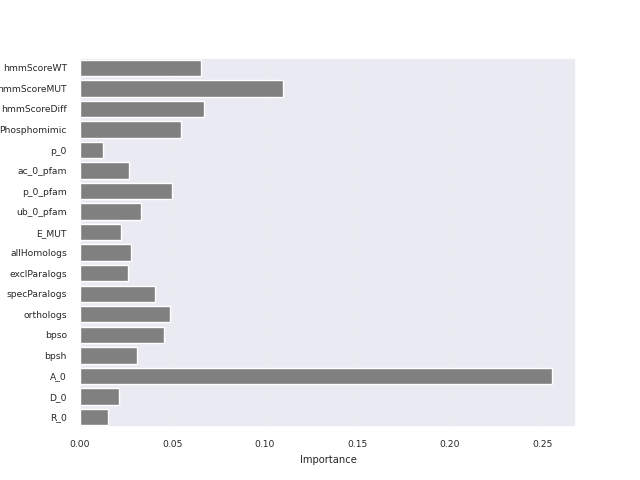 hmmScoreWT
hmmScoreMUT
hmmScoreDiff
Phosphomimic
p_0
ac_0_pfam
p_0_pfam
ub_0_pfam
E_MUT
allHomologs
exclParalogs
specParalogs
orthologs
bpso
bpsh
A_0
D_0
R_0
0.00 0.05 0.10 0.15 0.20 0.25
Importance